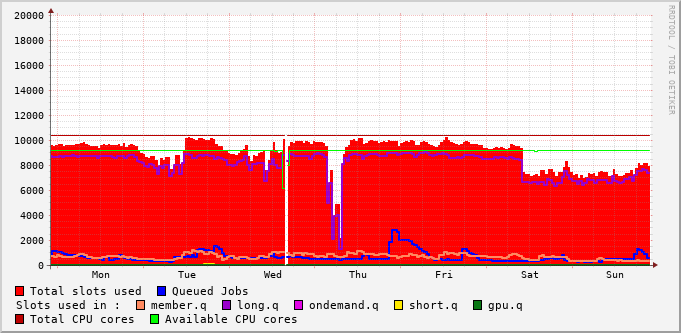 20000
18000
16000
14000
12000
10000
8000
6000
4000
2000
0
Mon Tue Wed Thu Fri Sat Sun
Total slots used Queued Jobs
Slots used in : member.q long.q ondemand.q short.q gpu.q
Total CPU cores Available CPU cores
RRDTOOL / TOBI OETIKER